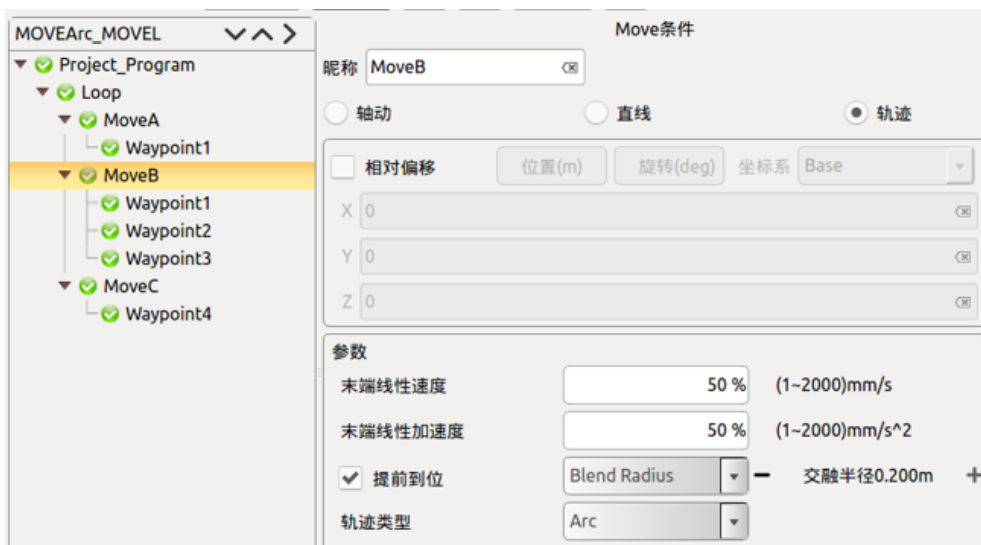 MOVEArc_MOVEL
Project_Program
Loop
MoveA
Waypoint1
MoveB
Waypoint1
Waypoint2
Waypoint3
MoveC
Waypoint4
Move条件
昵称 MoveB
轴动 直线 轨迹
相对偏移 位置(m) 旋转(deg) 坐标系 Base
X 0
Y 0
Z 0
参数
末端线性速度 50 % (1~2000)mm/s
末端线性加速度 50 % (1~2000)mm/s^2
提前到位 Blend Radius − 交融半径0.200m +
轨迹类型 Arc